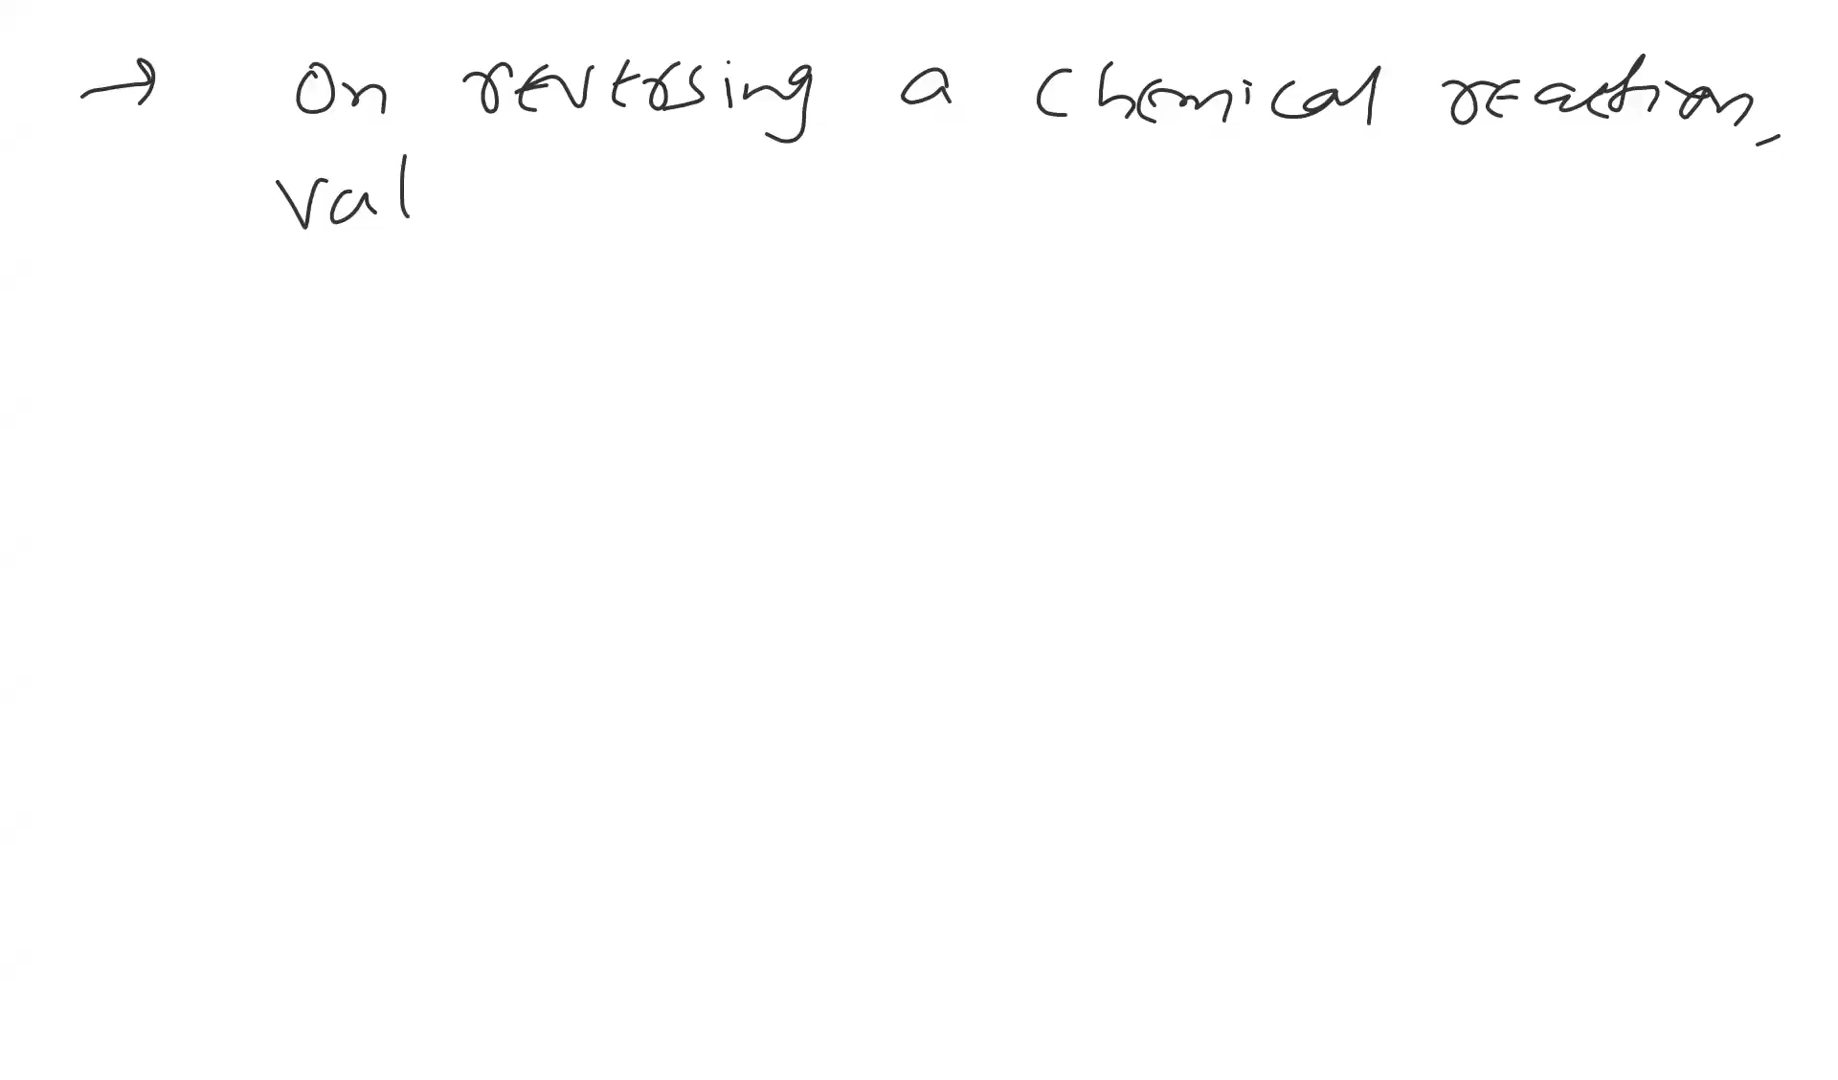 → On reversing a chemical reaction,
val